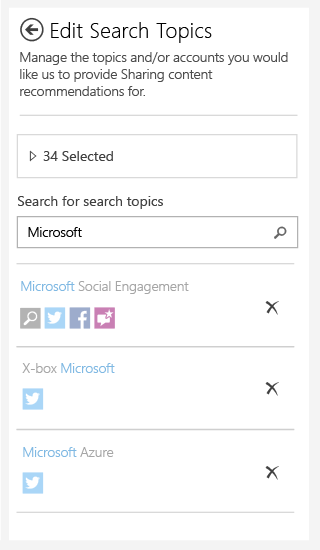 Edit Search Topics
Manage the topics and/or accounts you would
like us to provide Sharing content
recommendations for.
34 Selected
Search for search topics
Microsoft
Microsoft Social Engagement
X-box Microsoft
Microsoft Azure